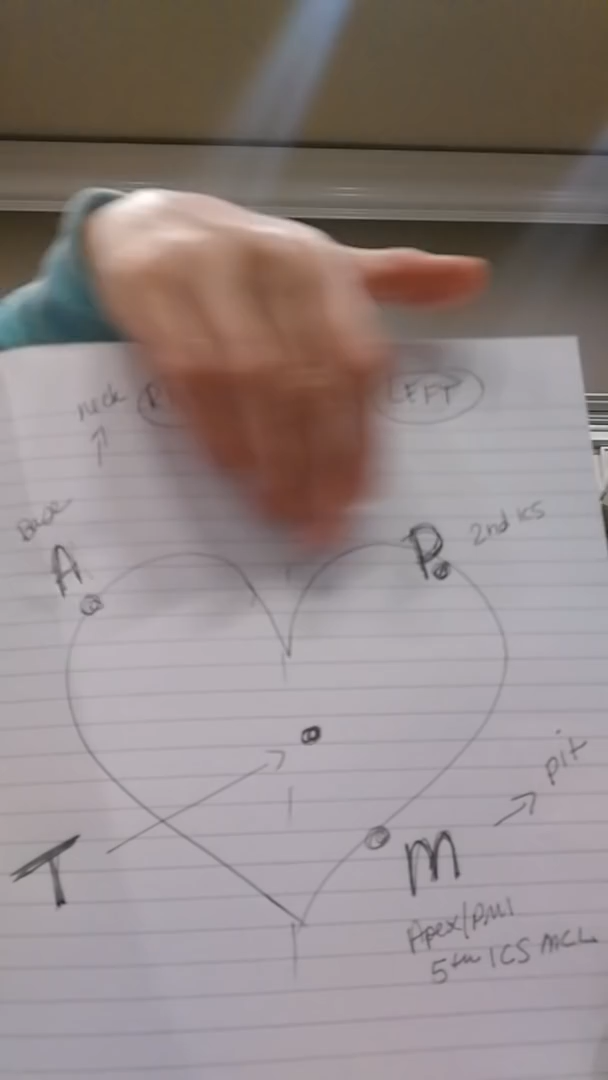 neck
LEFT
Base
A
P
2nd ICS
pit
T
M
Apex/PMI
5th ICS MCL